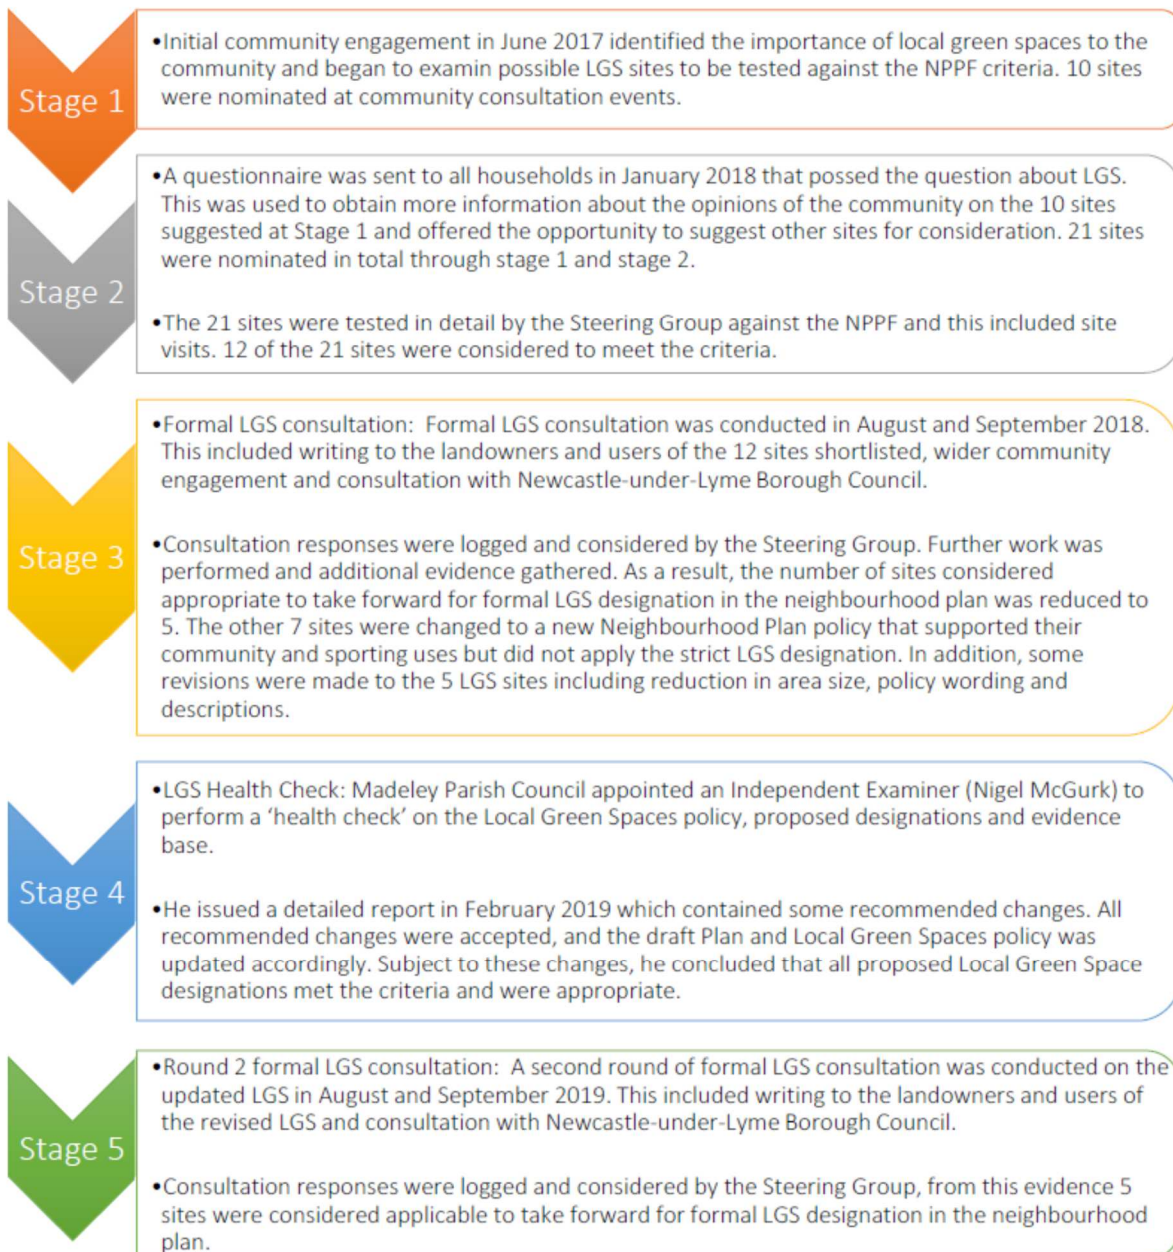 Stage 1
•Initial community engagement in June 2017 identified the importance of local green spaces to the
community and began to examin possible LGS sites to be tested against the NPPF criteria. 10 sites
were nominated at community consultation events.
Stage 2
•A questionnaire was sent to all households in January 2018 that possed the question about LGS.
This was used to obtain more information about the opinions of the community on the 10 sites
suggested at Stage 1 and offered the opportunity to suggest other sites for consideration. 21 sites
were nominated in total through stage 1 and stage 2.
•The 21 sites were tested in detail by the Steering Group against the NPPF and this included site
visits. 12 of the 21 sites were considered to meet the criteria.
Stage 3
•Formal LGS consultation:  Formal LGS consultation was conducted in August and September 2018.
This included writing to the landowners and users of the 12 sites shortlisted, wider community
engagement and consultation with Newcastle-under-Lyme Borough Council.
•Consultation responses were logged and considered by the Steering Group. Further work was
performed and additional evidence gathered. As a result, the number of sites considered
appropriate to take forward for formal LGS designation in the neighbourhood plan was reduced to
5. The other 7 sites were changed to a new Neighbourhood Plan policy that supported their
community and sporting uses but did not apply the strict LGS designation. In addition, some
revisions were made to the 5 LGS sites including reduction in area size, policy wording and
descriptions.
Stage 4
•LGS Health Check: Madeley Parish Council appointed an Independent Examiner (Nigel McGurk) to
perform a ‘health check’ on the Local Green Spaces policy, proposed designations and evidence
base.
•He issued a detailed report in February 2019 which contained some recommended changes. All
recommended changes were accepted, and the draft Plan and Local Green Spaces policy was
updated accordingly. Subject to these changes, he concluded that all proposed Local Green Space
designations met the criteria and were appropriate.
Stage 5
•Round 2 formal LGS consultation:  A second round of formal LGS consultation was conducted on the
updated LGS in August and September 2019. This included writing to the landowners and users of
the revised LGS and consultation with Newcastle-under-Lyme Borough Council.
•Consultation responses were logged and considered by the Steering Group, from this evidence 5
sites were considered applicable to take forward for formal LGS designation in the neighbourhood
plan.